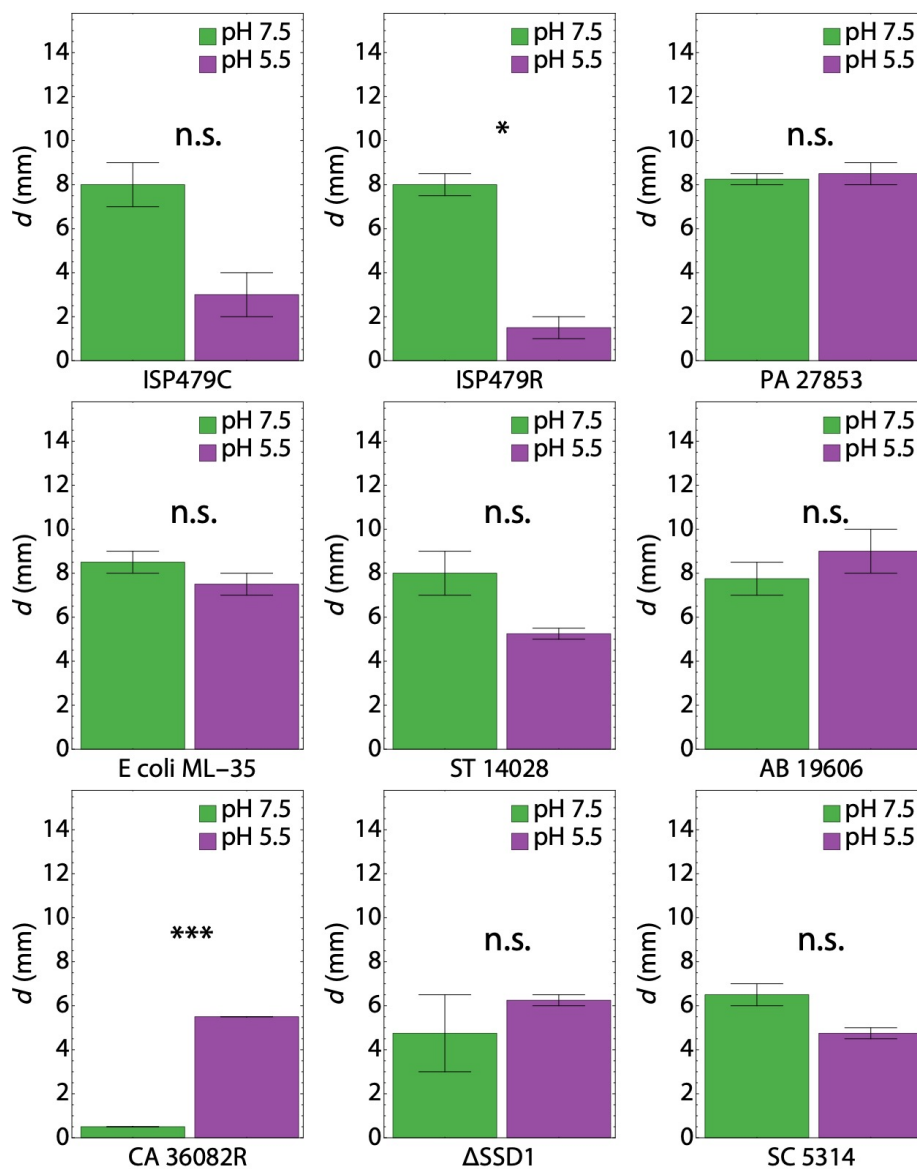 pH 7.5
pH 5.5
n.s.
d (mm)
14
12
10
8
6
4
2
0
ISP479C
pH 7.5
pH 5.5
*
d (mm)
14
12
10
8
6
4
2
0
ISP479R
pH 7.5
pH 5.5
n.s.
d (mm)
14
12
10
8
6
4
2
0
PA 27853
pH 7.5
pH 5.5
n.s.
d (mm)
14
12
10
8
6
4
2
0
E coli ML−35
pH 7.5
pH 5.5
n.s.
d (mm)
14
12
10
8
6
4
2
0
ST 14028
pH 7.5
pH 5.5
n.s.
d (mm)
14
12
10
8
6
4
2
0
AB 19606
pH 7.5
pH 5.5
***
d (mm)
14
12
10
8
6
4
2
0
CA 36082R
pH 7.5
pH 5.5
n.s.
d (mm)
14
12
10
8
6
4
2
0
ΔSSD1
pH 7.5
pH 5.5
n.s.
d (mm)
14
12
10
8
6
4
2
0
SC 5314